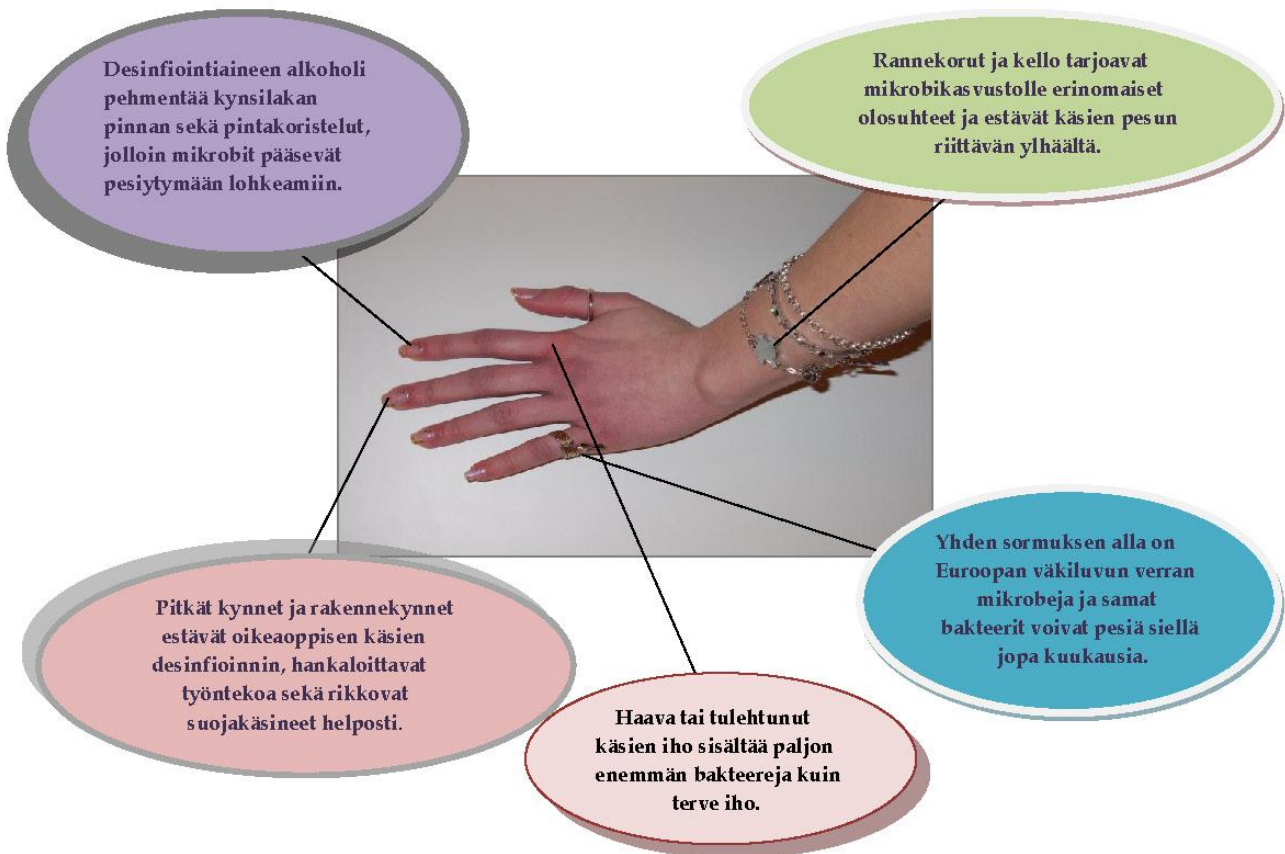 Desinfiointiaineen alkoholi
pehmentää kynsilakan
pinnan sekä pintakoristelut,
jolloin mikrobit pääsevät
pesiytymään lohkeamiin.
Rannekorut ja kello tarjoavat
mikrobikasvustolle erinomaiset
olosuhteet ja estävät käsien pesun
riittävän ylhäältä.
Pitkät kynnet ja rakennekynnet
estävät oikeaoppisen käsien
desinfioinnin, hankaloittavat
työntekoa sekä rikkovat
suojakäsineet helposti.
Haava tai tulehtunut
käsien iho sisältää paljon
enemmän bakteereja kuin
terve iho.
Yhden sormuksen alla on
Euroopan väkiluvun verran
mikrobeja ja samat
bakteerit voivat pesiä siellä
jopa kuukausia.